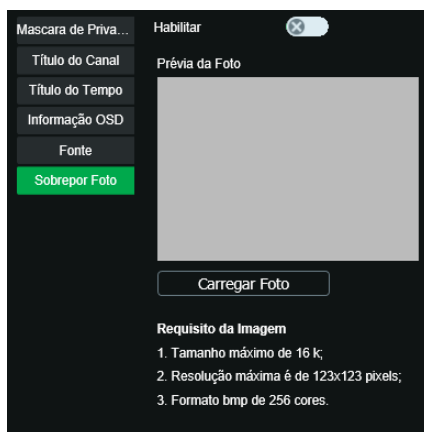 Mascara de Priva...
Título do Canal
Título do Tempo
Informação OSD
Fonte
Sobrepor Foto
Habilitar
Prévia da Foto
Carregar Foto
Requisito da Imagem
1. Tamanho máximo de 16 k;
2. Resolução máxima é de 123x123 pixels;
3. Formato bmp de 256 cores.